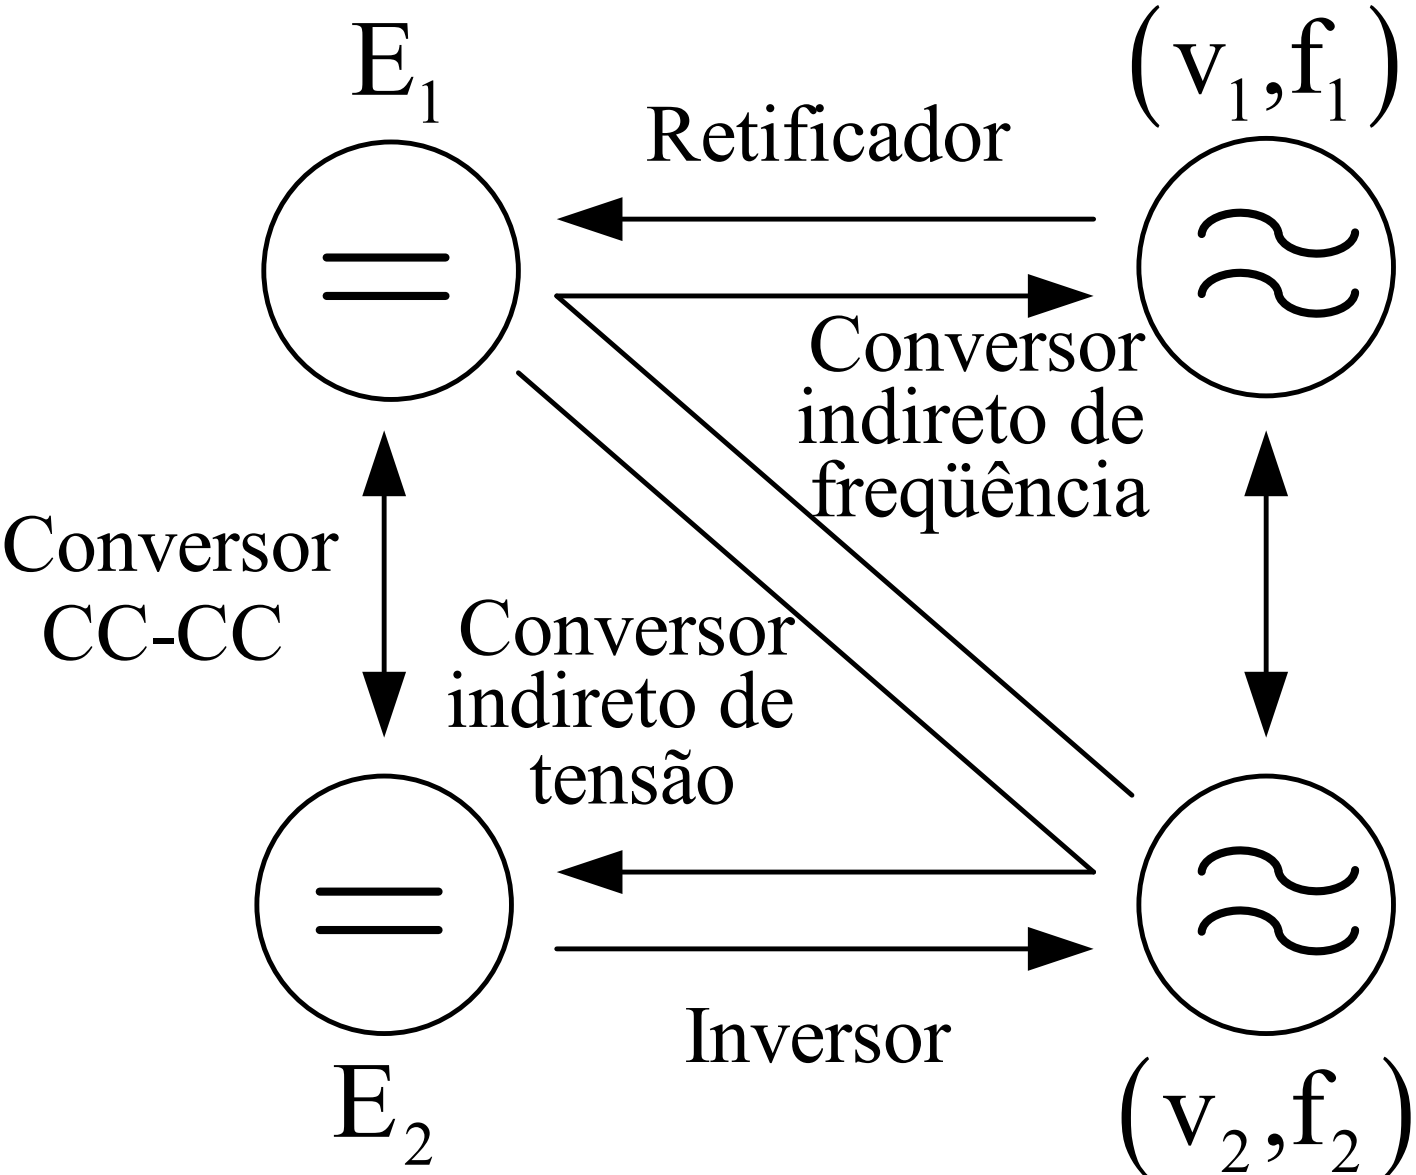 E₁
(v₁,f₁)
Retificador
Conversor
indireto de
freqüência
Conversor
CC-CC
Conversor
indireto de
tensão
Inversor
E₂
(v₂,f₂)